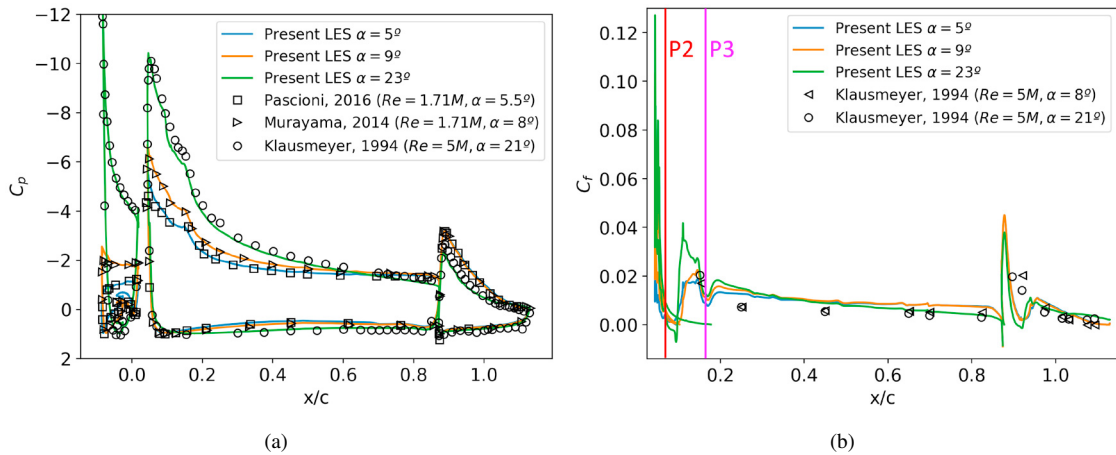 −12
−10
−8
−6
−4
−2
0
2
C_p
0.0
0.2
0.4
0.6
0.8
1.0
x/c
Present LES α = 5º
Present LES α = 9º
Present LES α = 23º
Pascioni, 2016 (Re = 1.71M, α = 5.5º)
Murayama, 2014 (Re = 1.71M, α = 8º)
Klausmeyer, 1994 (Re = 5M, α = 21º)
(a)
0.12
0.10
0.08
0.06
0.04
0.02
0.00
C_f
P2
P3
0.2
0.4
0.6
0.8
1.0
x/c
Present LES α = 5º
Present LES α = 9º
Present LES α = 23º
Klausmeyer, 1994 (Re = 5M, α = 8º)
Klausmeyer, 1994 (Re = 5M, α = 21º)
(b)